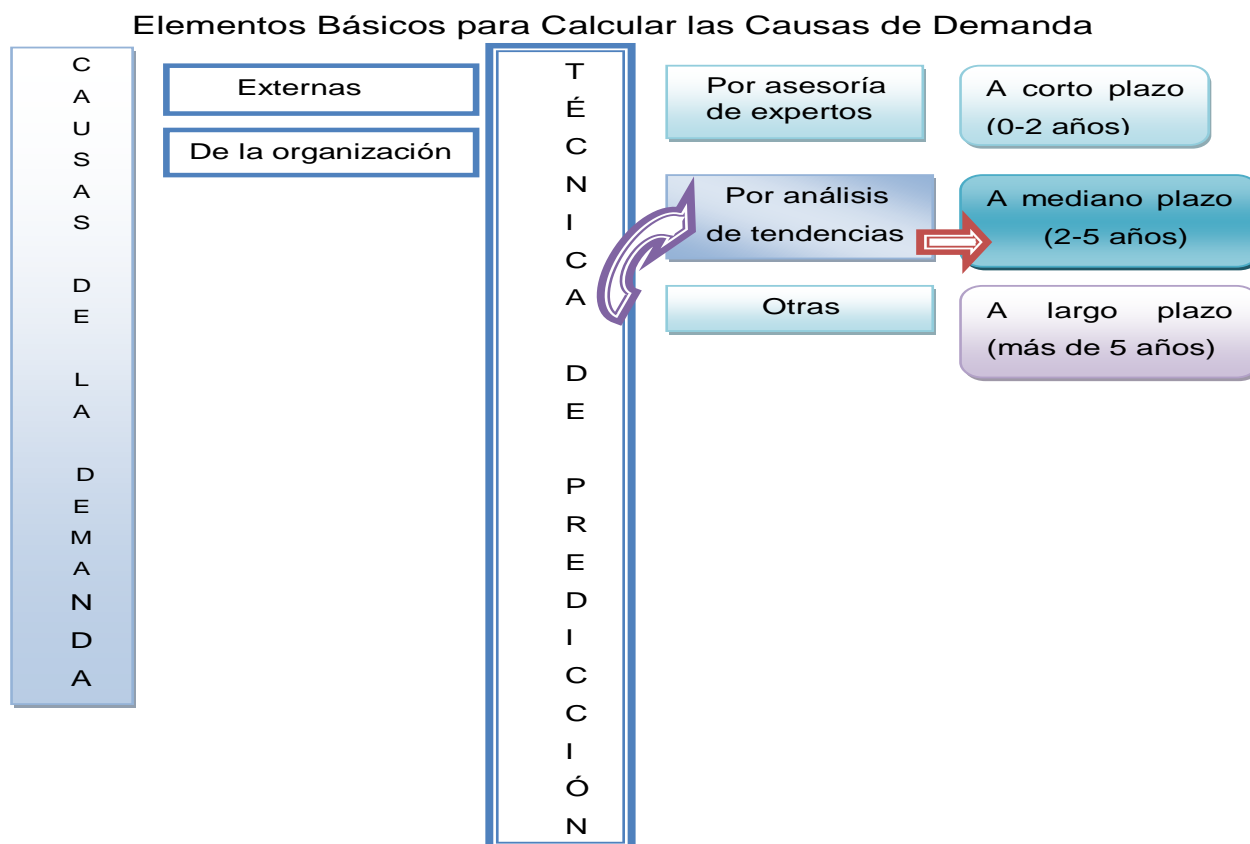 Elementos Básicos para Calcular las Causas de Demanda
CAUSAS DE LA DEMANDA
Externas
De la organización
TÉCNICA DE PREDICCIÓN
Por asesoría
de expertos
Por análisis
de tendencias
Otras
A corto plazo
(0-2 años)
A mediano plazo
(2-5 años)
A largo plazo
(más de 5 años)